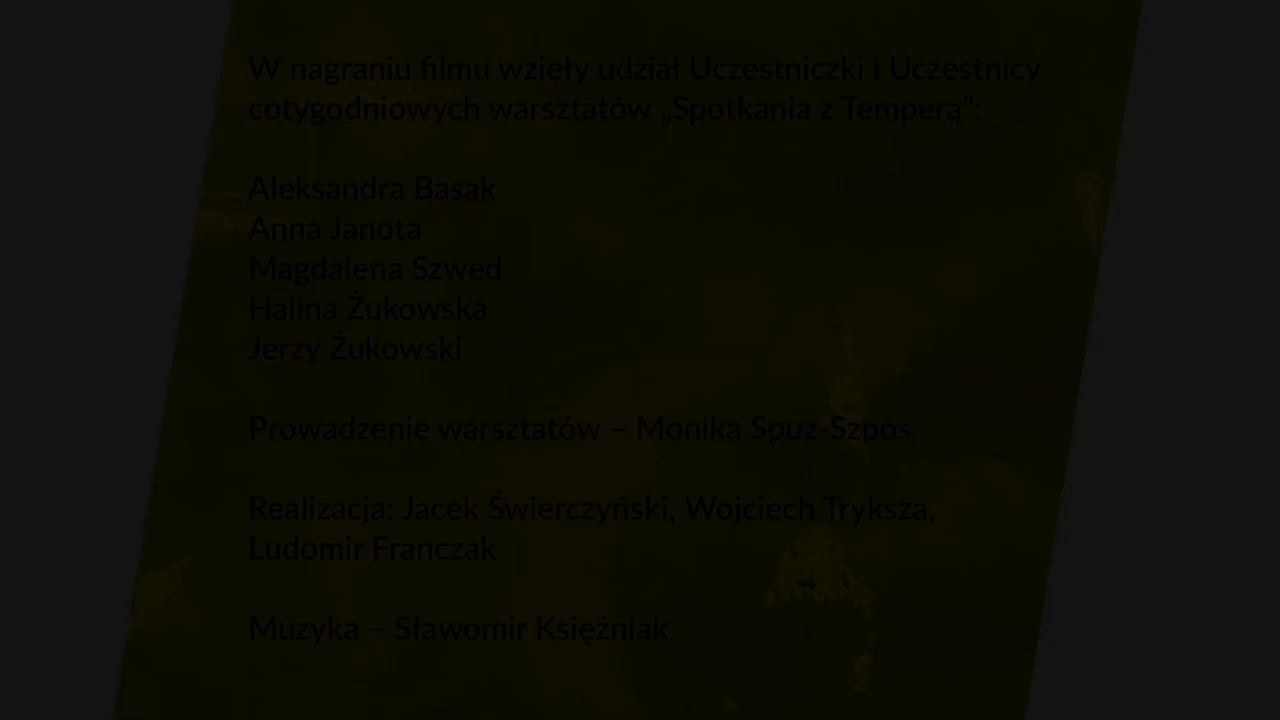 W nagraniu filmu wzięły udział Uczestniczki i Uczestnicy
cotygodniowych warsztatów „Spotkania z Temperą”:
Aleksandra Basak
Anna Janota
Magdalena Szwed
Halina Żukowska
Jerzy Żukowski
Prowadzenie warsztatów – Monika Spuz-Szpos
Realizacja: Jacek Świerczyński, Wojciech Tryksza,
Ludomir Franczak
Muzyka – Sławomir Księżniak